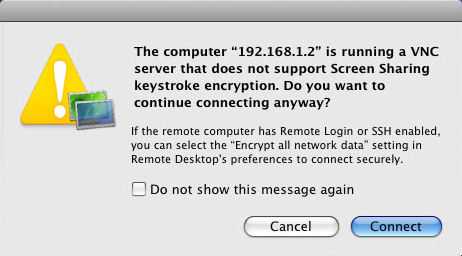 The computer “192.168.1.2” is running a VNC
server that does not support Screen Sharing
keystroke encryption. Do you want to
continue connecting anyway?
If the remote computer has Remote Login or SSH enabled,
you can select the “Encrypt all network data” setting in
Remote Desktop's preferences to connect securely.
Do not show this message again
Cancel
Connect